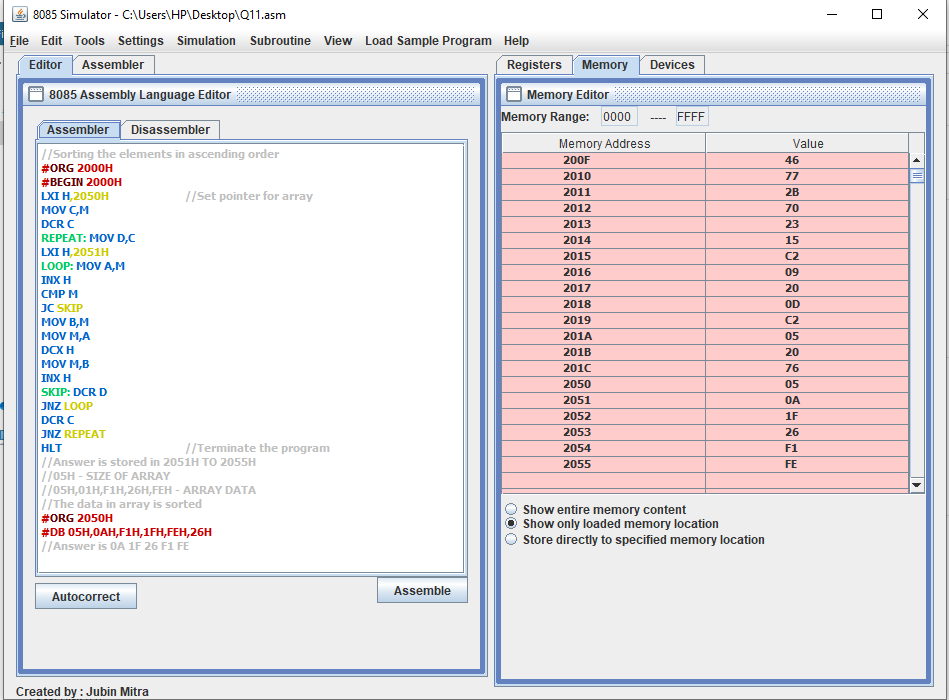 8085 Simulator - C:\Users\HP\Desktop\Q11.asm
File Edit Tools Settings Simulation Subroutine View Load Sample Program Help
Editor Assembler
8085 Assembly Language Editor
Assembler Disassembler
//Sorting the elements in ascending order
#ORG 2000H
#BEGIN 2000H
LXI H,2050H //Set pointer for array
MOV C,M
DCR C
REPEAT: MOV D,C
LXI H,2051H
LOOP: MOV A,M
INX H
CMP M
JC SKIP
MOV B,M
MOV M,A
DCX H
MOV M,B
INX H
SKIP: DCR D
JNZ LOOP
DCR C
JNZ REPEAT
HLT //Terminate the program
//Answer is stored in 2051H TO 2055H
//05H - SIZE OF ARRAY
//05H,01H,F1H,26H,FEH - ARRAY DATA
//The data in array is sorted
#ORG 2050H
#DB 05H,0AH,F1H,1FH,FEH,26H
//Answer is 0A 1F 26 F1 FE
Autocorrect
Assemble
Registers Memory Devices
Memory Editor
Memory Range: 0000 ---- FFFF
Memory Address Value
200F 46
2010 77
2011 2B
2012 70
2013 23
2014 15
2015 C2
2016 09
2017 20
2018 0D
2019 C2
201A 05
201B 20
201C 76
2050 05
2051 0A
2052 1F
2053 26
2054 F1
2055 FE
Show entire memory content
Show only loaded memory location
Store directly to specified memory location
Created by : Jubin Mitra